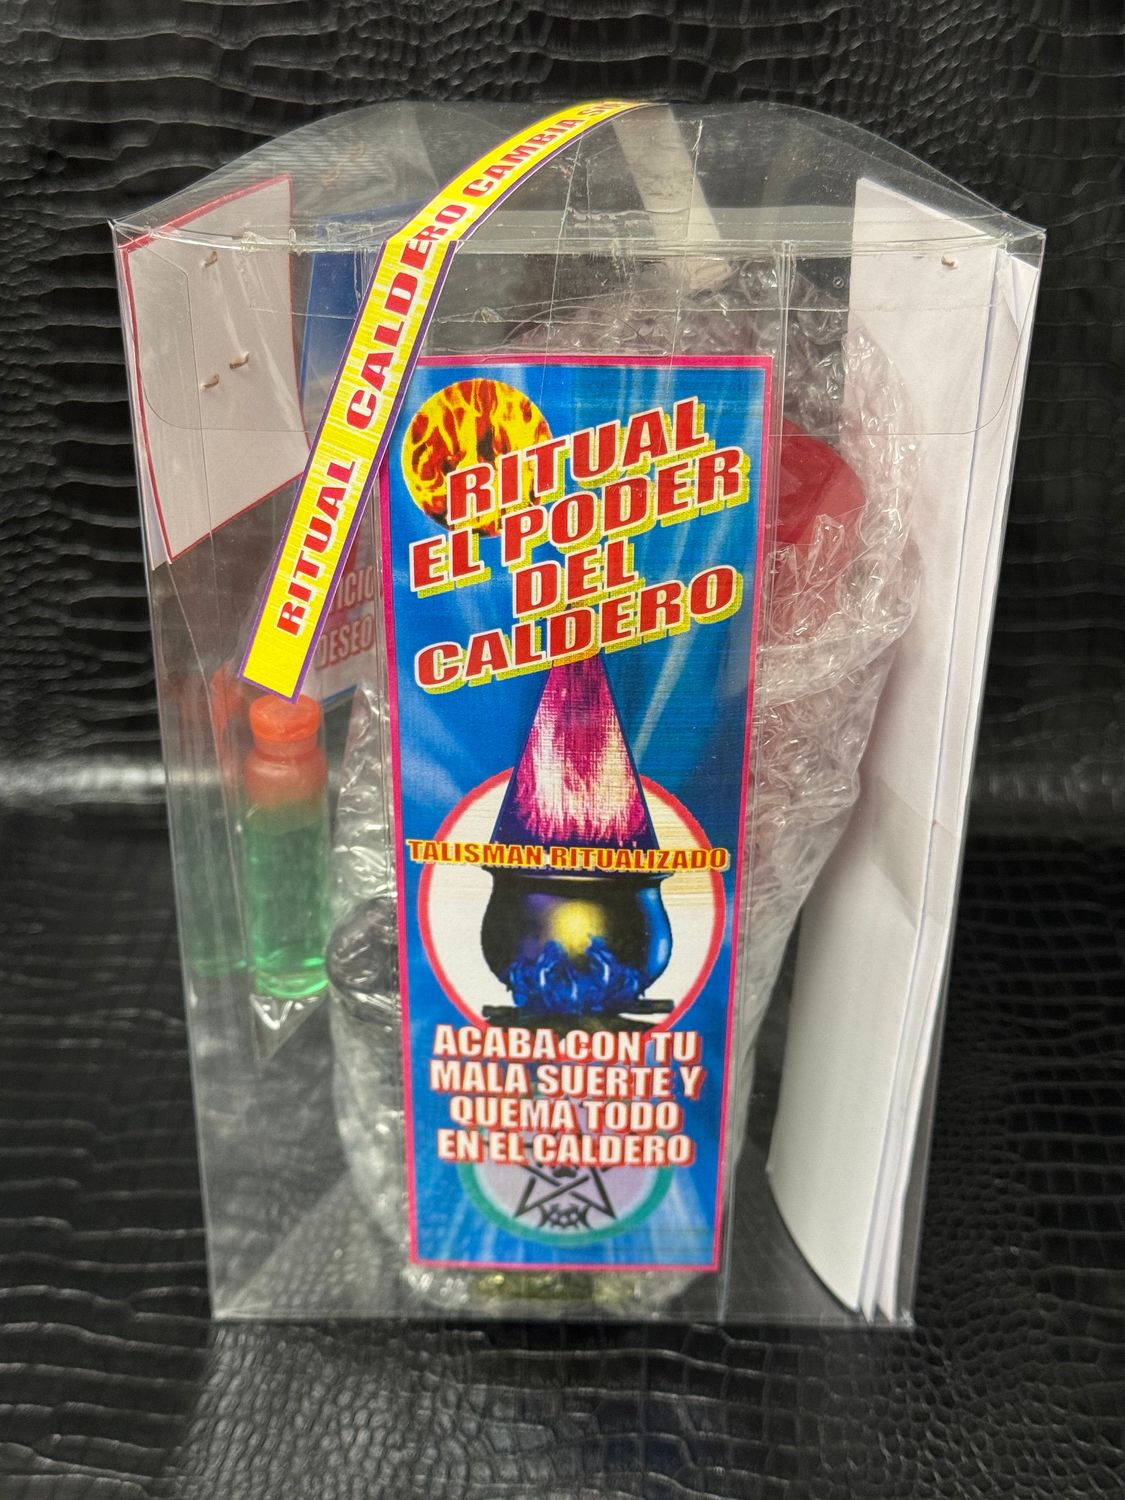 RITUAL CALDERO CAMBIA
RITUAL
EL PODER
DEL
CALDERO
DESEO
TALISMAN RITUALIZADO
ACABA CON TU
MALA SUERTE Y
QUEMA TODO
EN EL CALDERO